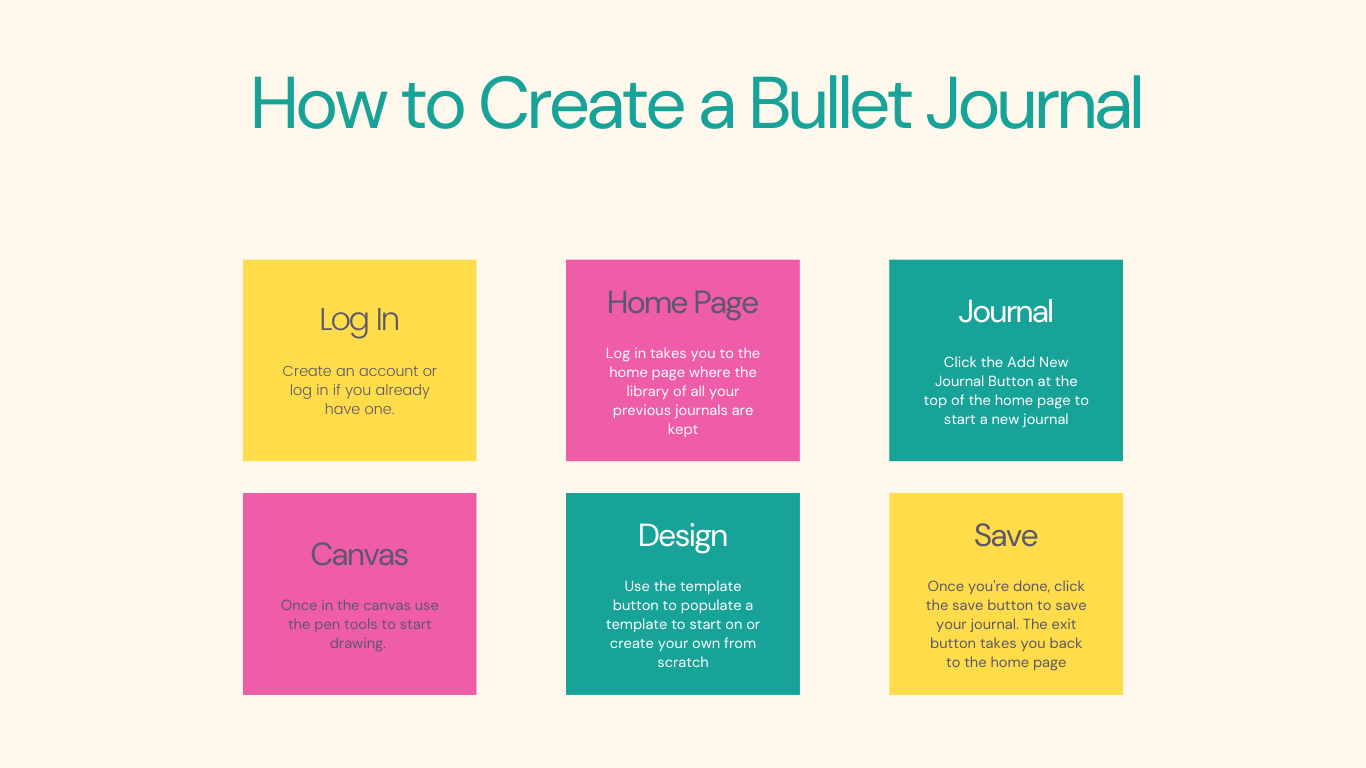 How to Create a Bullet Journal
Log In
Create an account or
log in if you already
have one.
Home Page
Log in takes you to the
home page where the
library of all your
previous journals are
kept
Journal
Click the Add New
Journal Button at the
top of the home page to
start a new journal
Canvas
Once in the canvas use
the pen tools to start
drawing.
Design
Use the template
button to populate a
template to start on or
create your own from
scratch
Save
Once you're done, click
the save button to save
your journal. The exit
button takes you back
to the home page